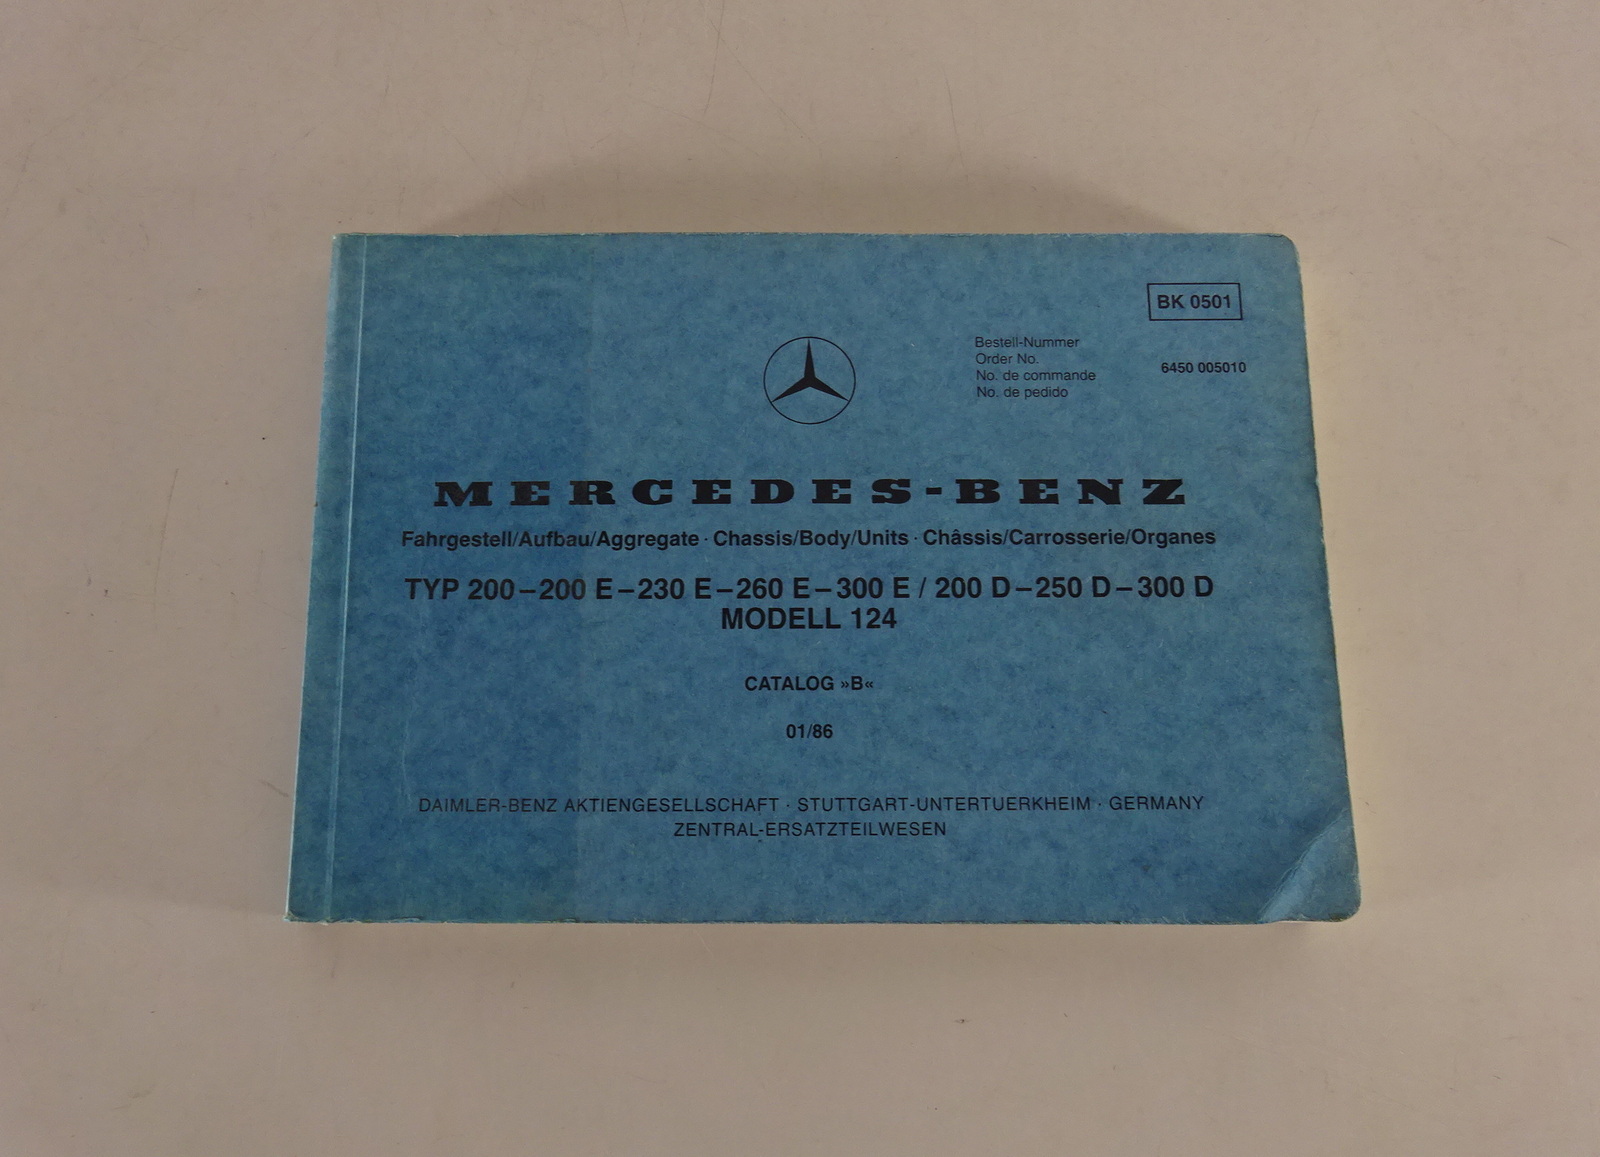 BK 0501
Bestell-Nummer
Order No.
No. de commande
No. de pedido
6450 005010
MERCEDES-BENZ
Fahrgestell/Aufbau/Aggregate · Chassis/Body/Units · Châssis/Carrosserie/Organes
TYP 200–200 E–230 E–260 E–300 E / 200 D–250 D–300 D
MODELL 124
CATALOG »B«
01/86
DAIMLER-BENZ AKTIENGESELLSCHAFT · STUTTGART-UNTERTUERKHEIM · GERMANY
ZENTRAL-ERSATZTEILWESEN